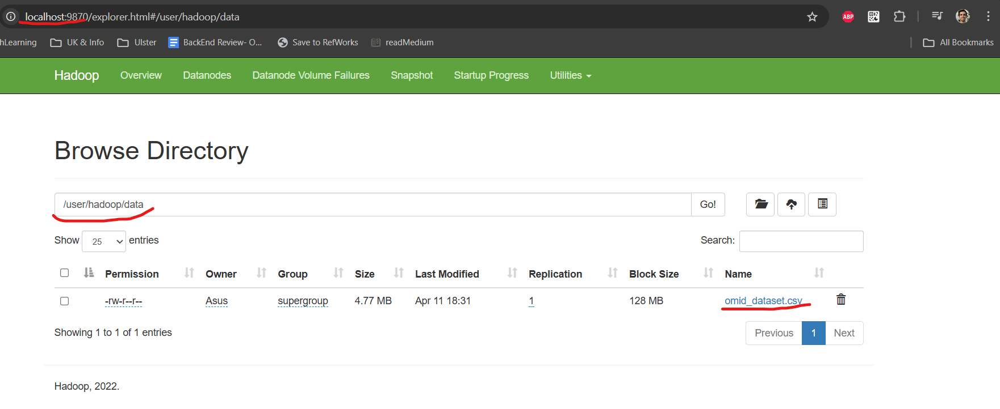 localhost:9870/explorer.html#/user/hadoop/data
ABP
hLearning UK & Info Ulster BackEnd Review- O... Save to RefWorks readMedium All Bookmarks
Hadoop Overview Datanodes Datanode Volume Failures Snapshot Startup Progress Utilities
Browse Directory
/user/hadoop/data Go!
Show 25 entries Search:
Permission Owner Group Size Last Modified Replication Block Size Name
-rw-r--r-- Asus supergroup 4.77 MB Apr 11 18:31 1 128 MB omid_dataset.csv
Showing 1 to 1 of 1 entries Previous 1 Next
Hadoop, 2022.